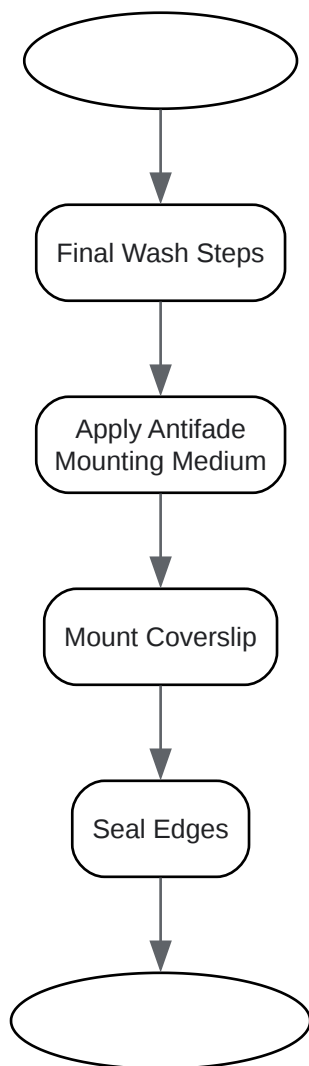 Final Wash Steps
Apply Antifade
Mounting Medium
Mount Coverslip
Seal Edges